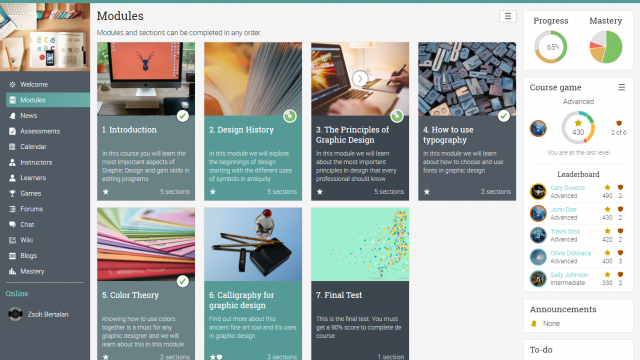 Welcome
Modules
News
Assessments
Calendar
Instructors
Learners
Games
Forums
Chat
Wiki
Blogs
Mastery
Online
Zsolt Bertalan
Modules
Modules and sections can be completed in any order.
1. Introduction
In this course you will learn the
most important aspects of
Graphic Design and gain skills in
editing programs
5 sections
2. Design History
In this module we will explore
the beginnings of design
starting with the different uses
of symbols in antiquity
5 sections
3. The Principles of
Graphic Design
In this module we will learn
about the most important
principles in design that every
professional should know
5 sections
4. How to use
typography
In this module we will learn
about how to choose and use
fonts in graphic design
2 sections
5. Color Theory
Knowing how to use colors
together is a must for any
graphic designer and we will
learn about this in this module
2 sections
6. Calligraphy for
graphic design
Find out more about this
ancient fine art tool and it's uses
in graphic design
3 sections
7. Final Test
This is the final test. You must
get a 90% score to complete de
course
1 section
Progress
Mastery
65%
Course game
Advanced
430
2 of 6
You are at the last level
Leaderboard
Cary Guvons
Advanced
490 2
John Doe
Advanced
430 2
Travis Diss
Advanced
420 2
Olivia Doboaca
Advanced
400 3
Sally Johnson
Intermediate
330 2
Announcements
None
To-do